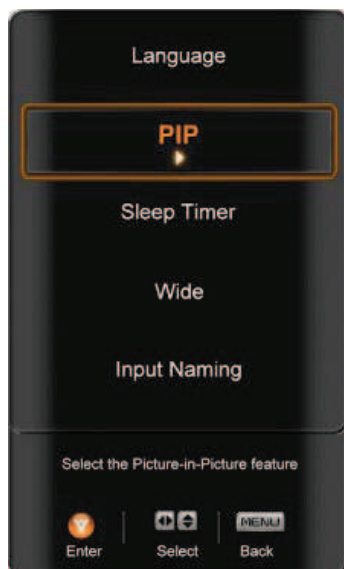 Language
PIP
Sleep Timer
Wide
Input Naming
Select the Picture-in-Picture feature
MENU
Enter Select Back